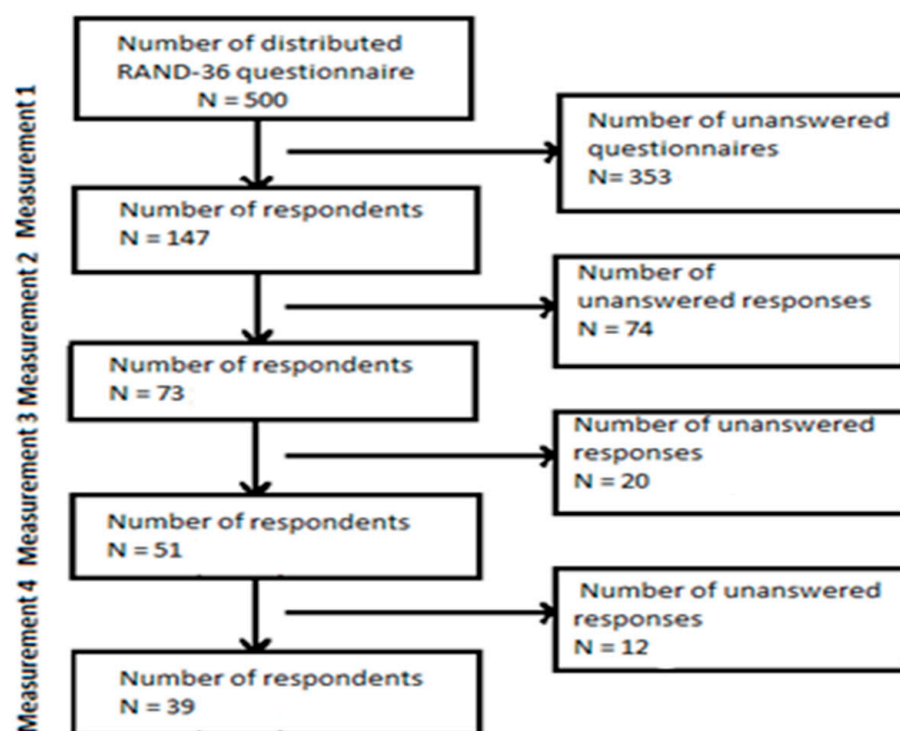 Measurement 1
Number of distributed
RAND-36 questionnaire
N = 500
Number of unanswered
questionnaires
N= 353
Number of respondents
N = 147
Measurement 2
Number of
unanswered responses
N = 74
Number of respondents
N = 73
Measurement 3
Number of unanswered
responses
N = 20
Number of respondents
N = 51
Measurement 4
Number of unanswered
responses
N = 12
Number of respondents
N = 39